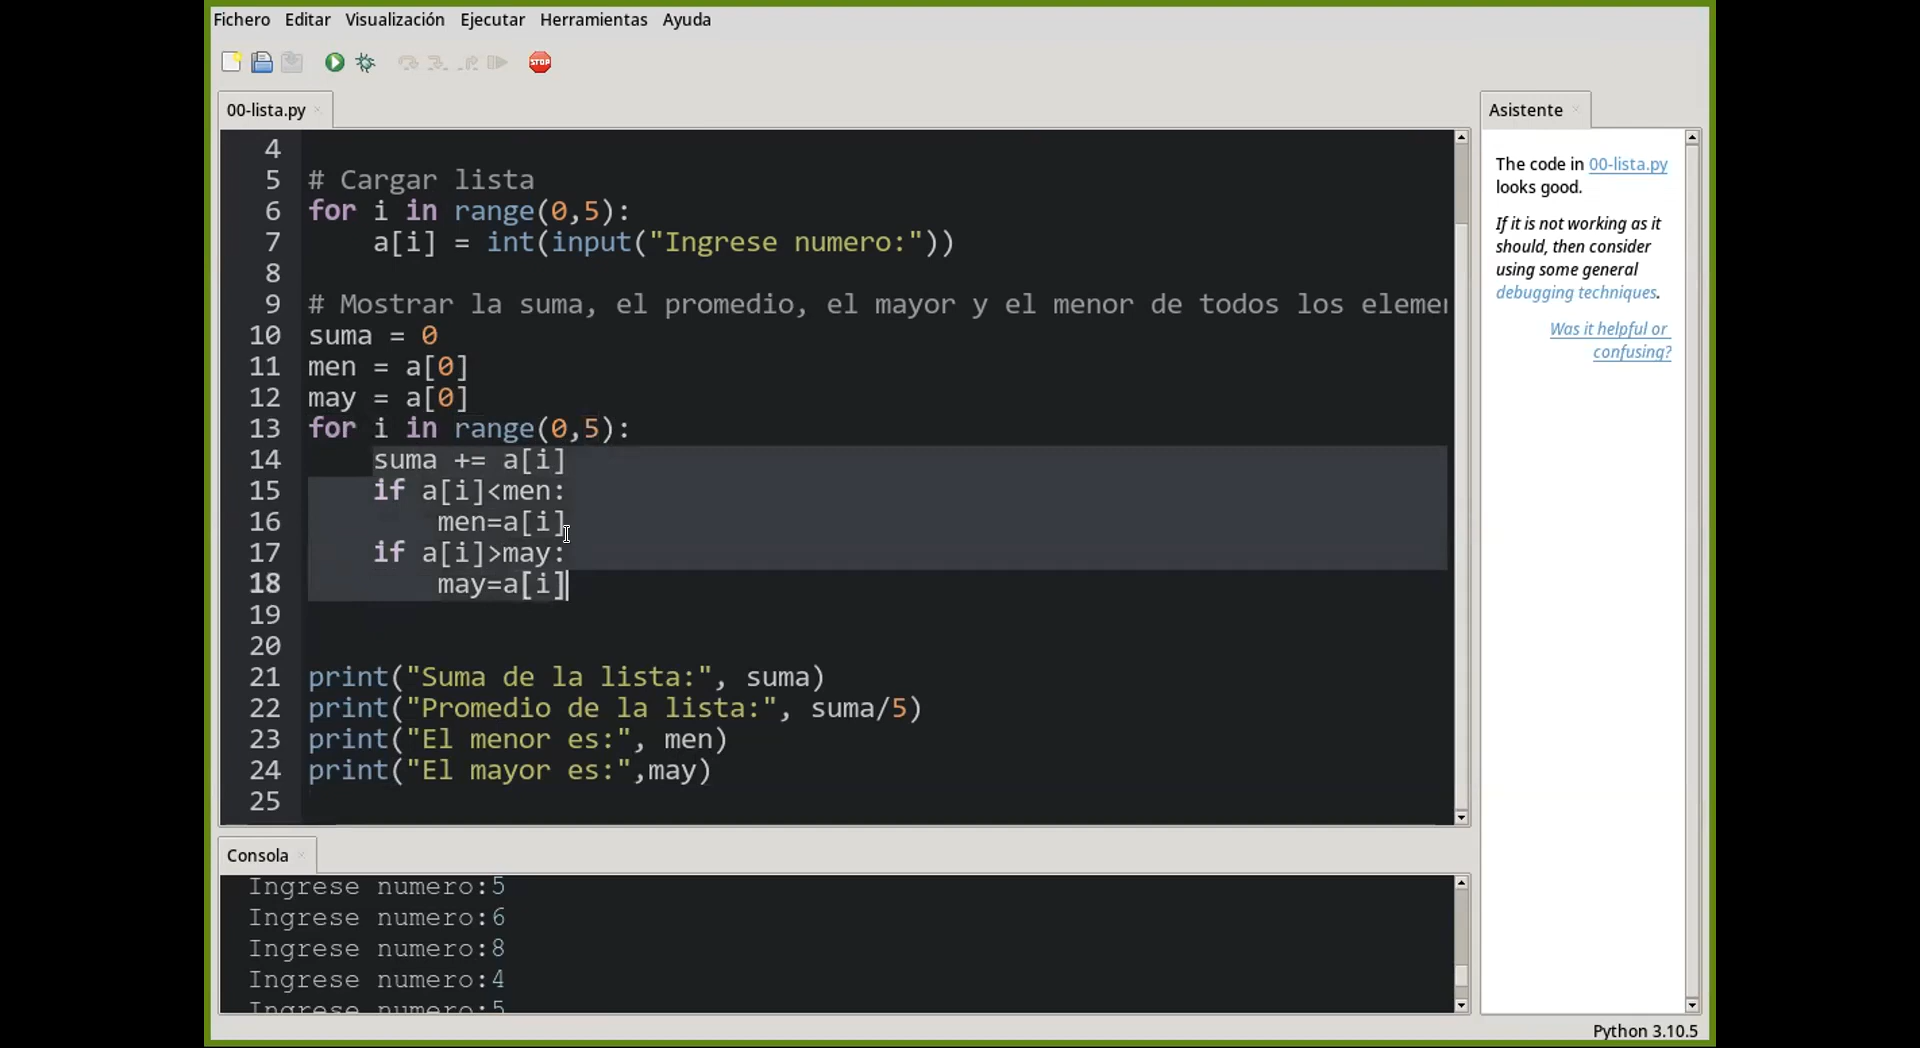 Fichero Editar Visualización Ejecutar Herramientas Ayuda
STOP
00-lista.py
4
5 # Cargar lista
6 for i in range(0,5):
7     a[i] = int(input("Ingrese numero:"))
8
9 # Mostrar la suma, el promedio, el mayor y el menor de todos los
10 suma = 0
11 men = a[0]
12 may = a[0]
13 for i in range(0,5):
14     suma += a[i]
15     if a[i]<men:
16         men=a[i]
17     if a[i]>may:
18         may=a[i]
19
20
21 print("Suma de la lista:", suma)
22 print("Promedio de la lista:", suma/5)
23 print("El menor es:", men)
24 print("El mayor es:",may)
25
Consola
Ingrese numero:5
Ingrese numero:6
Ingrese numero:8
Ingrese numero:4
Ingrese numero:5
Asistente
The code in 00-lista.py
looks good.
If it is not working as it
should, then consider
using some general
debugging techniques.
Was it helpful or
confusing?
Python 3.10.5